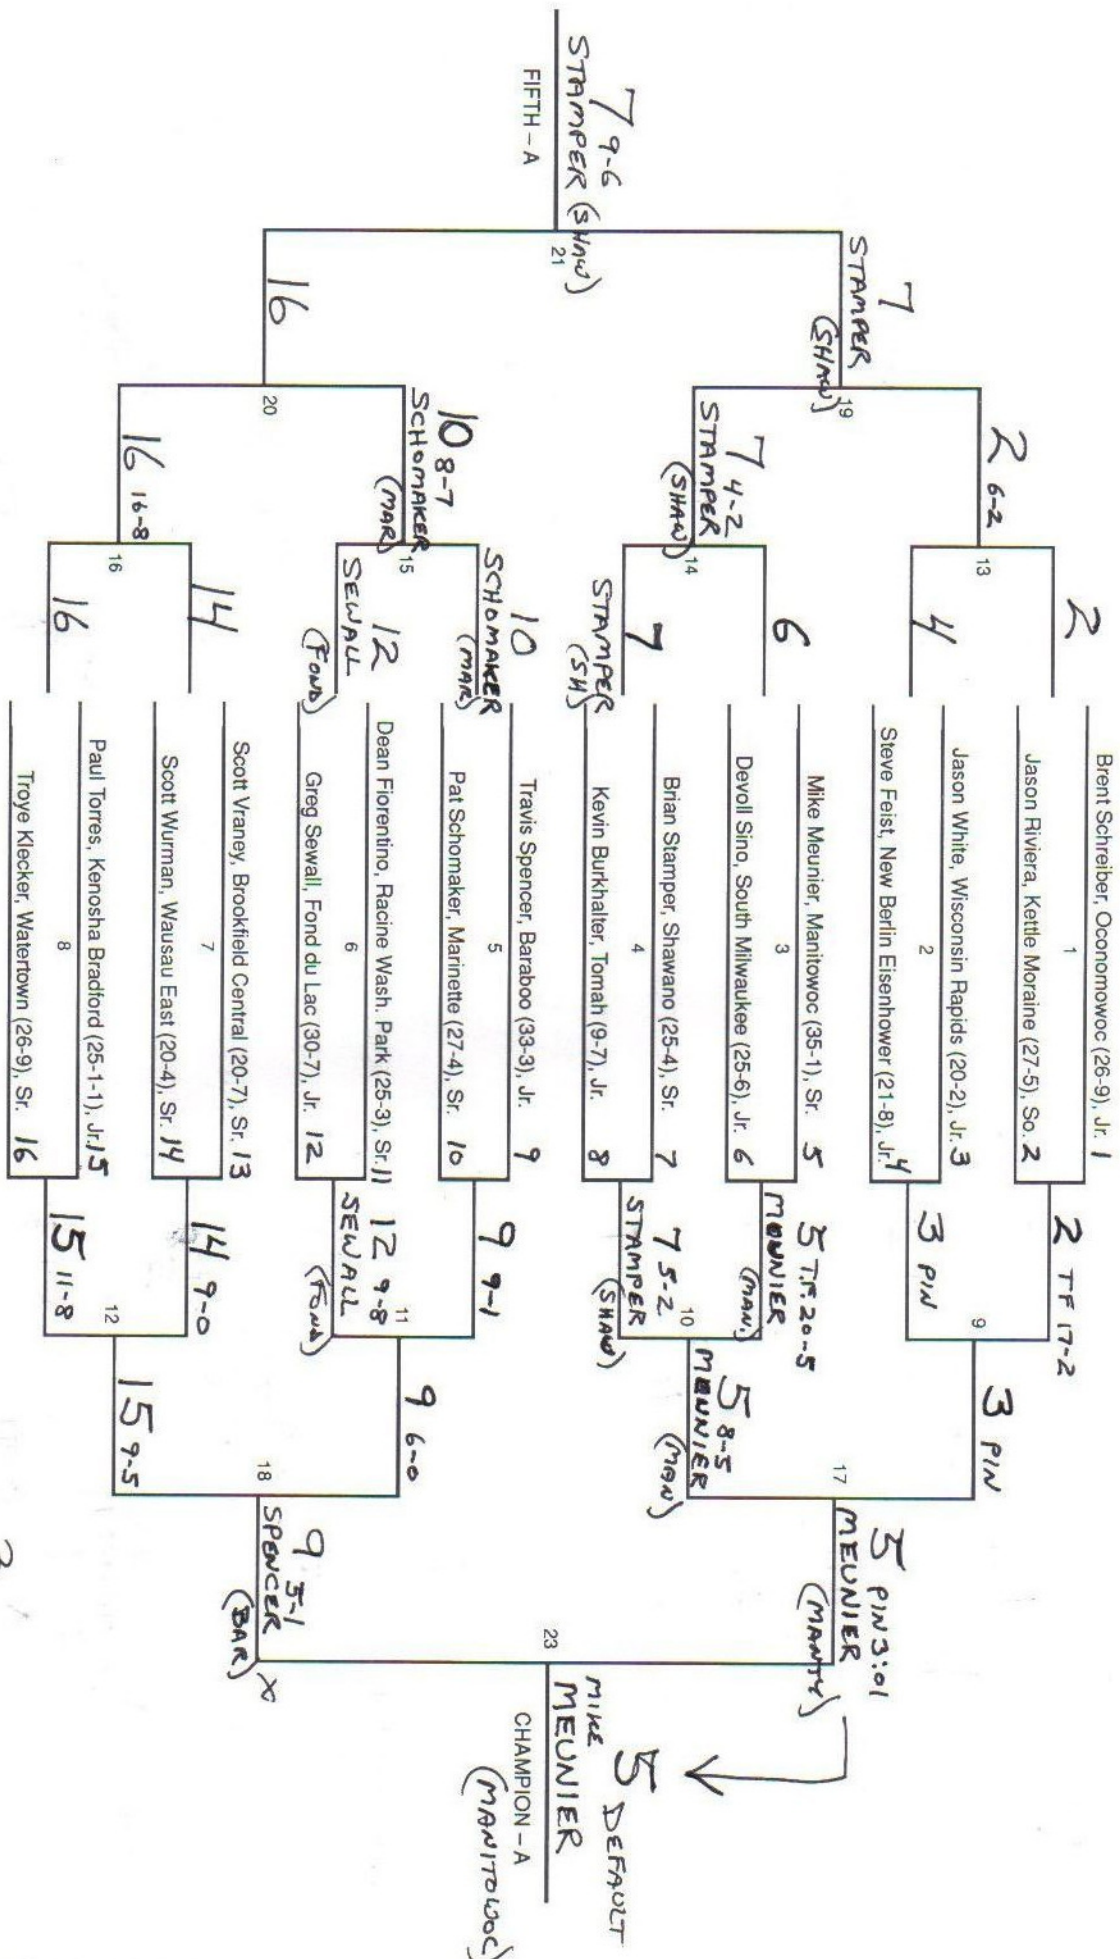 7 9-6
STAMPER (SHAW)
21
FIFTH – A
7
STAMPER
(SHAW)
19
16
20
2 6-2
13
7 4-2
STAMPER
(SHAW)
14
10 8-7
SCHOMAKER
(MAR)
15
16 16-8
16
2
4
6
7
STAMPER
(SH)
10
SCHOMAKER
(MAR)
12
SEWALL
(FOND)
14
16
Brent Schreiber, Oconomowoc (26-9), Jr. 1
1
Jason Riviera, Kettle Moraine (27-5), So. 2
Jason White, Wisconsin Rapids (20-2), Jr. 3
2
Steve Feist, New Berlin Eisenhower (21-8), Jr. 4
Mike Meunier, Manitowoc (35-1), Sr. 5
3
Devoll Sino, South Milwaukee (25-6), Jr. 6
Brian Stamper, Shawano (25-4), Sr. 7
4
Kevin Burkhalter, Tomah (9-7), Jr. 8
Travis Spencer, Baraboo (33-3), Jr. 9
5
Pat Schomaker, Marinette (27-4), Sr. 10
Dean Fiorentino, Racine Wash. Park (25-3), Sr. 11
6
Greg Sewall, Fond du Lac (30-7), Jr. 12
Scott Vraney, Brookfield Central (20-7), Sr. 13
7
Scott Wurman, Wausau East (20-4), Sr. 14
Paul Torres, Kenosha Bradford (25-1-1), Jr. 15
8
Troye Klecker, Watertown (26-9), Sr. 16
2 TF 17-2
9
3 PIN
5 T.F. 20-5
MEUNIER
(MAN.)
10
7 5-2
STAMPER
(SHAW)
9 9-1
11
12 9-8
SEWALL
(FOND)
14 9-0
12
15 11-8
3 PIN
17
5 8-5
MEUNIER
(MAN)
9 6-0
18
15 9-5
5 PIN 3:01
MEUNIER
(MANTY)
23
9 5-1
SPENCER
(BAR) X
5 DEFAULT
MIKE
MEUNIER
CHAMPION – A
(MANITOWOC)